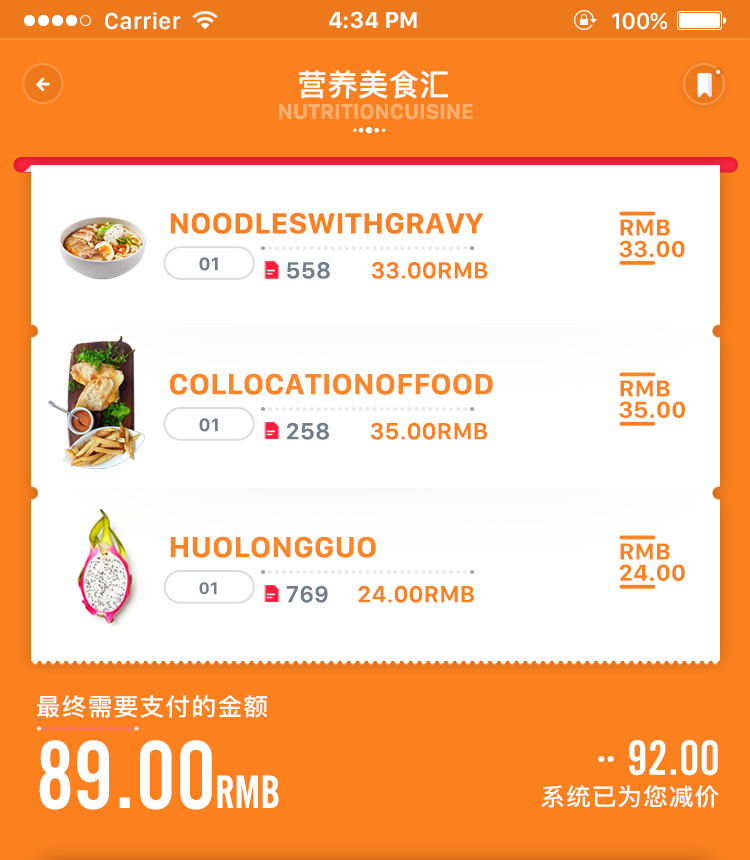 Carrier 4:34 PM 100%
营养美食汇
NUTRITIONCUISINE
NOODLESWITHGRAVY
01 558 33.00RMB
RMB
33.00
COLLOCATIONOFFOOD
01 258 35.00RMB
RMB
35.00
HUOLONGGUO
01 769 24.00RMB
RMB
24.00
最终需要支付的金额
89.00RMB
92.00
系统已为您减价